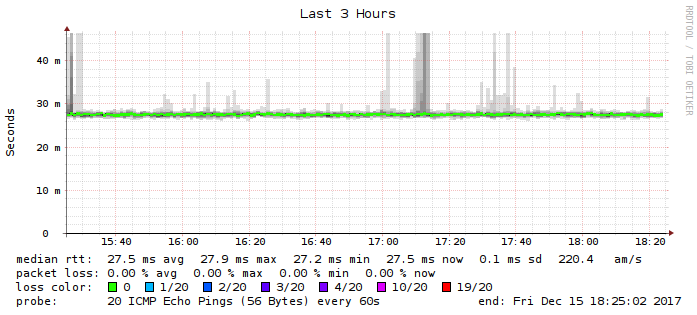 Last 3 Hours
RRDTOOL / TOBI OETIKER
Seconds
40 m
30 m
20 m
10 m
0
15:40 16:00 16:20 16:40 17:00 17:20 17:40 18:00 18:20
median rtt: 27.5 ms avg 27.9 ms max 27.2 ms min 27.5 ms now 0.1 ms sd 220.4 am/s
packet loss: 0.00 % avg 0.00 % max 0.00 % min 0.00 % now
loss color: 0 1/20 2/20 3/20 4/20 10/20 19/20
probe: 20 ICMP Echo Pings (56 Bytes) every 60s end: Fri Dec 15 18:25:02 2017